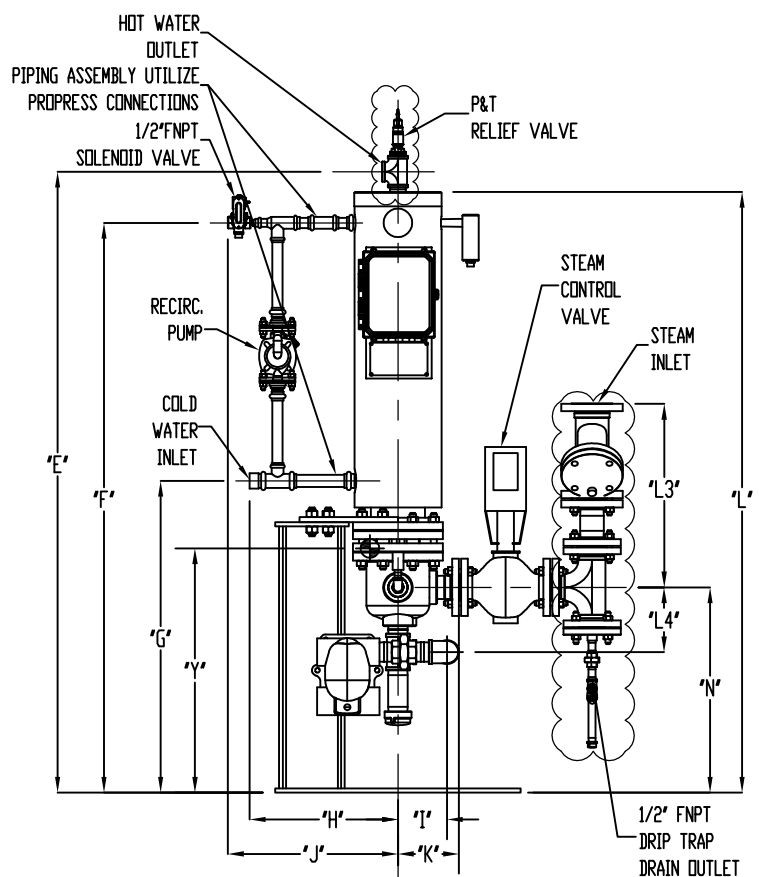 HOT WATER
OUTLET
PIPING ASSEMBLY UTILIZE
PROPRESS CONNECTIONS
1/2"FNPT
SOLENOID VALVE
P&T
RELIEF VALVE
STEAM
CONTROL
VALVE
STEAM
INLET
RECIRC.
PUMP
COLD
WATER
INLET
"E"
"F"
"L3"
"L"
"L4"
"G"
"Y"
"N"
"H"
"I"
"J"
"K"
1/2" FNPT
DRIP TRAP
DRAIN OUTLET